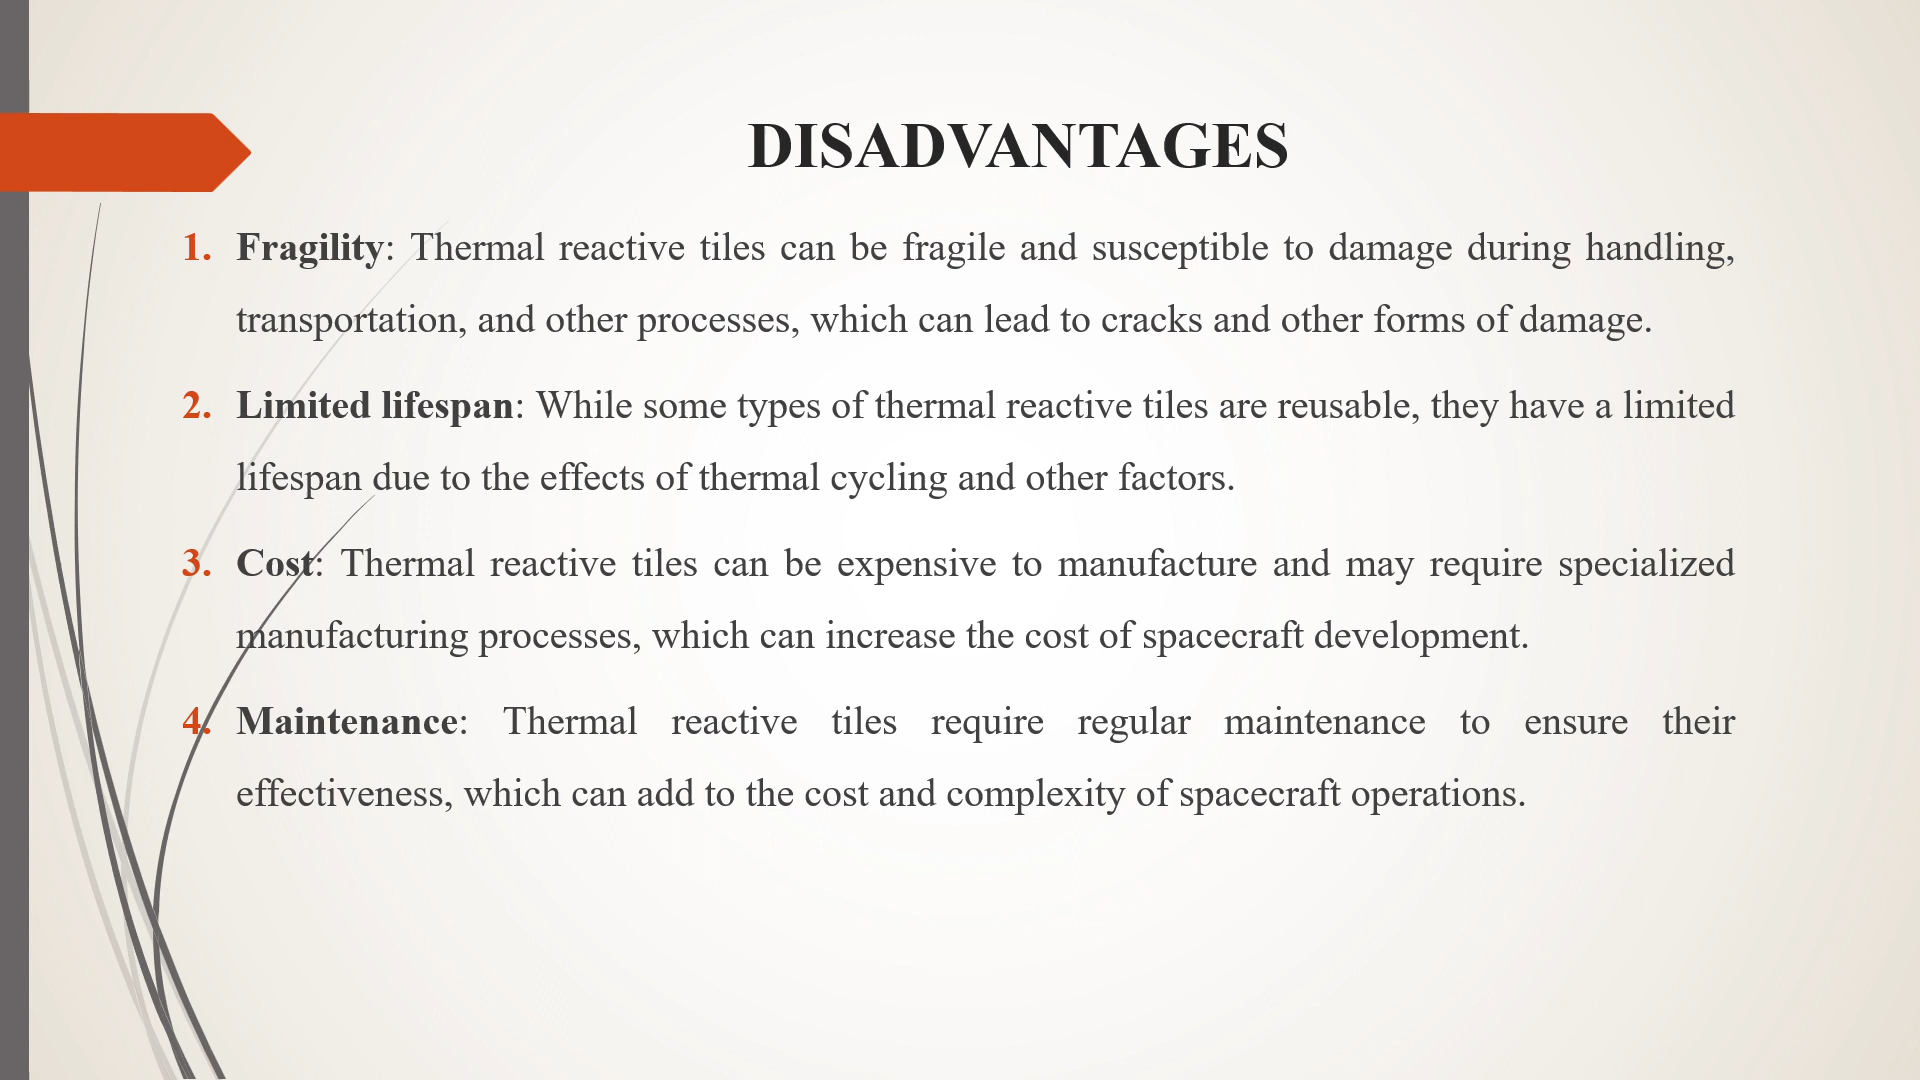 DISADVANTAGES
1. Fragility: Thermal reactive tiles can be fragile and susceptible to damage during handling,
transportation, and other processes, which can lead to cracks and other forms of damage.
2. Limited lifespan: While some types of thermal reactive tiles are reusable, they have a limited
lifespan due to the effects of thermal cycling and other factors.
3. Cost: Thermal reactive tiles can be expensive to manufacture and may require specialized
manufacturing processes, which can increase the cost of spacecraft development.
4. Maintenance: Thermal reactive tiles require regular maintenance to ensure their
effectiveness, which can add to the cost and complexity of spacecraft operations.